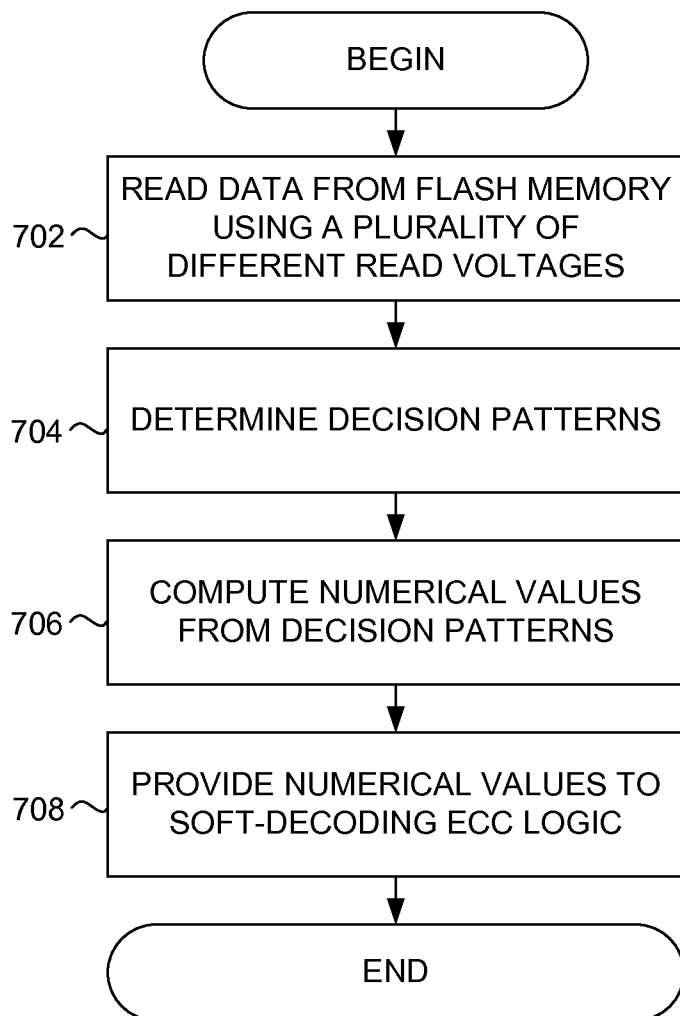 BEGIN
702
READ DATA FROM FLASH MEMORY
USING A PLURALITY OF
DIFFERENT READ VOLTAGES
704
DETERMINE DECISION PATTERNS
706
COMPUTE NUMERICAL VALUES
FROM DECISION PATTERNS
708
PROVIDE NUMERICAL VALUES TO
SOFT-DECODING ECC LOGIC
END